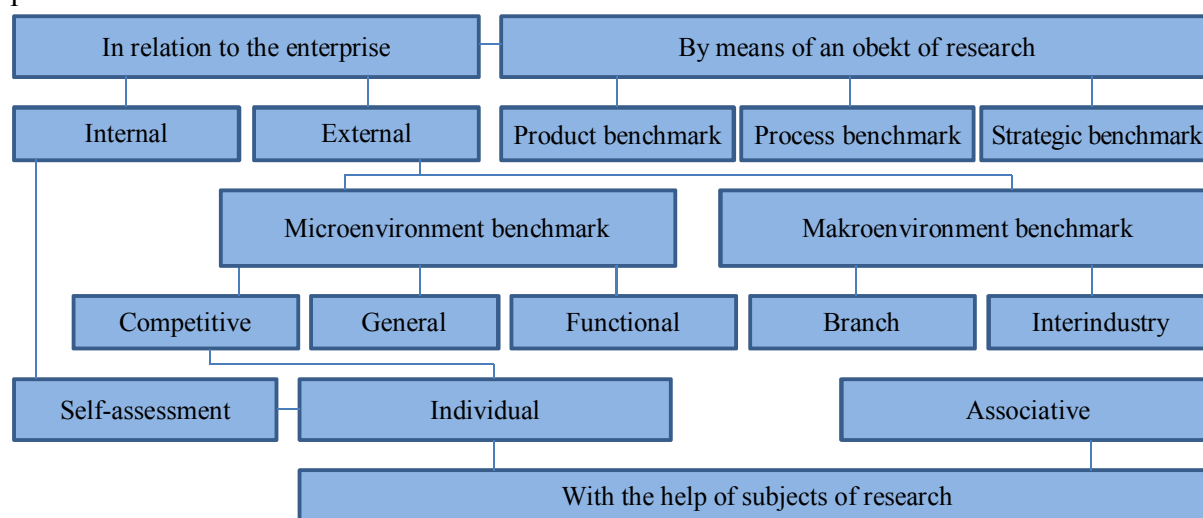 In relation to the enterprise
By means of an obekt of research
Internal
External
Product benchmark
Process benchmark
Strategic benchmark
Microenvironment benchmark
Makroenvironment benchmark
Competitive
General
Functional
Branch
Interindustry
Self-assessment
Individual
Associative
With the help of subjects of research